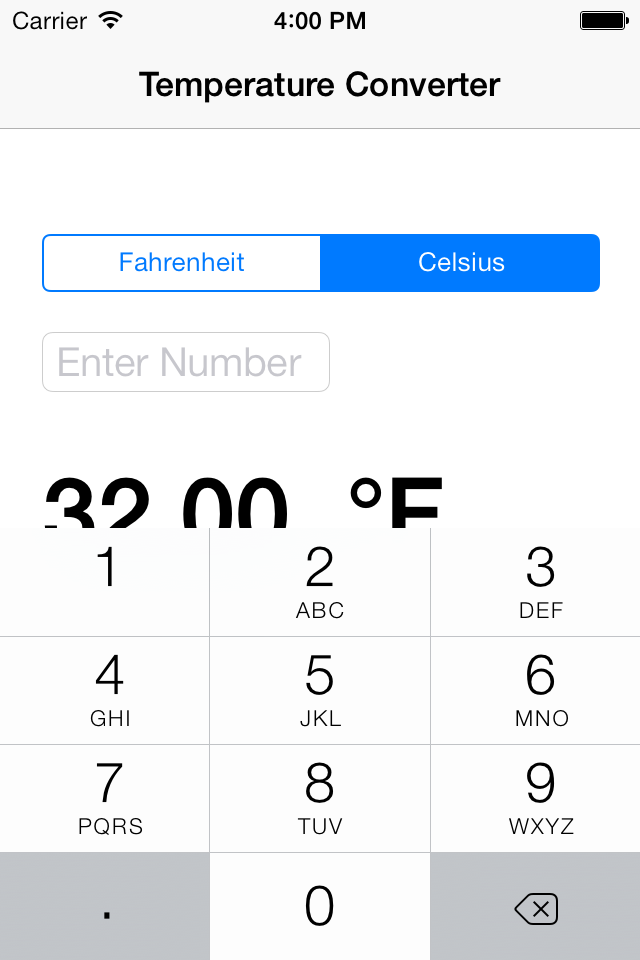 Carrier 4:00 PM
Temperature Converter
Fahrenheit Celsius
Enter Number
32.00 °F
1 2 3
ABC DEF
4 5 6
GHI JKL MNO
7 8 9
PQRS TUV WXYZ
. 0